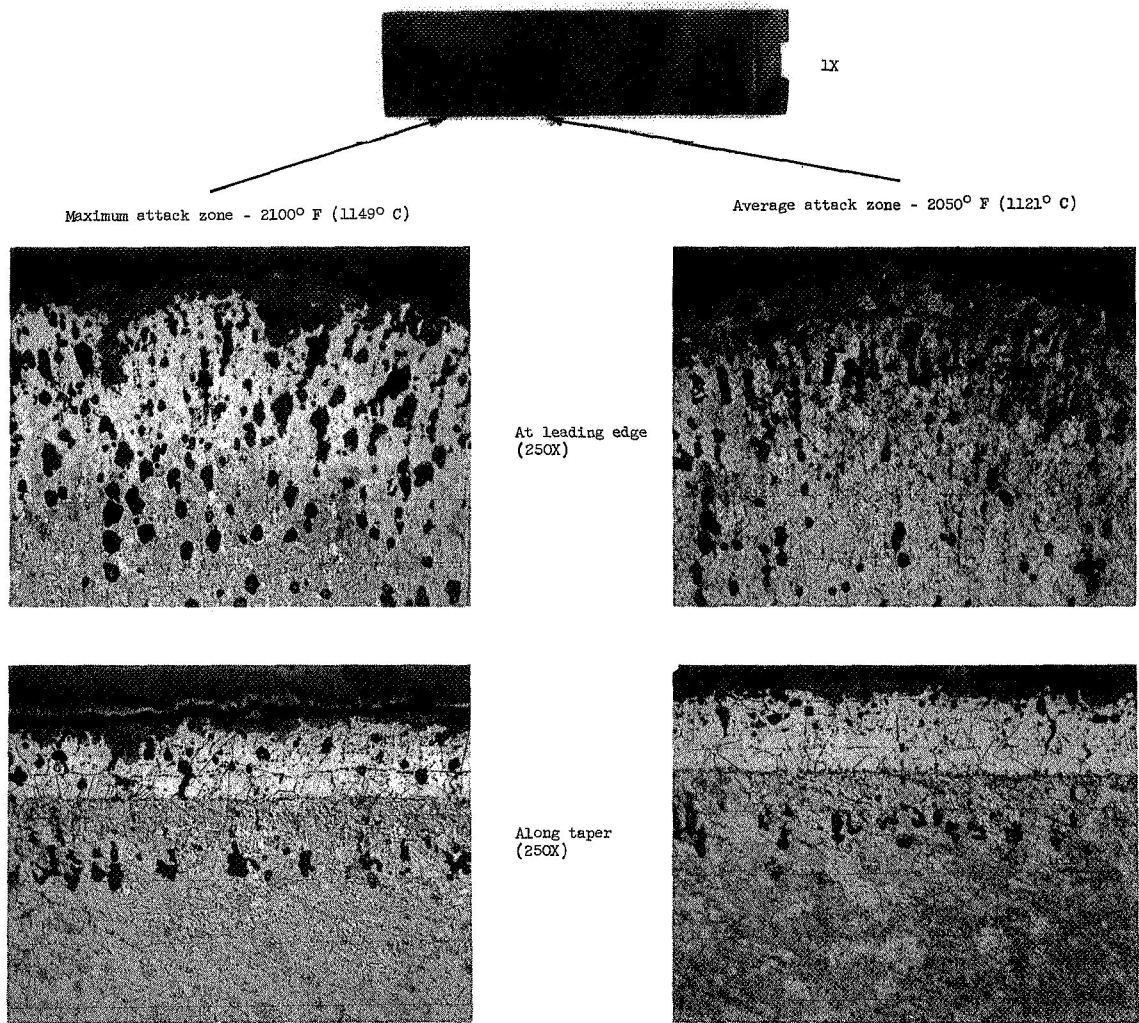 1X
Maximum attack zone - 2100° F (1149° C)
Average attack zone - 2050° F (1121° C)
At leading edge
(250X)
Along taper
(250X)